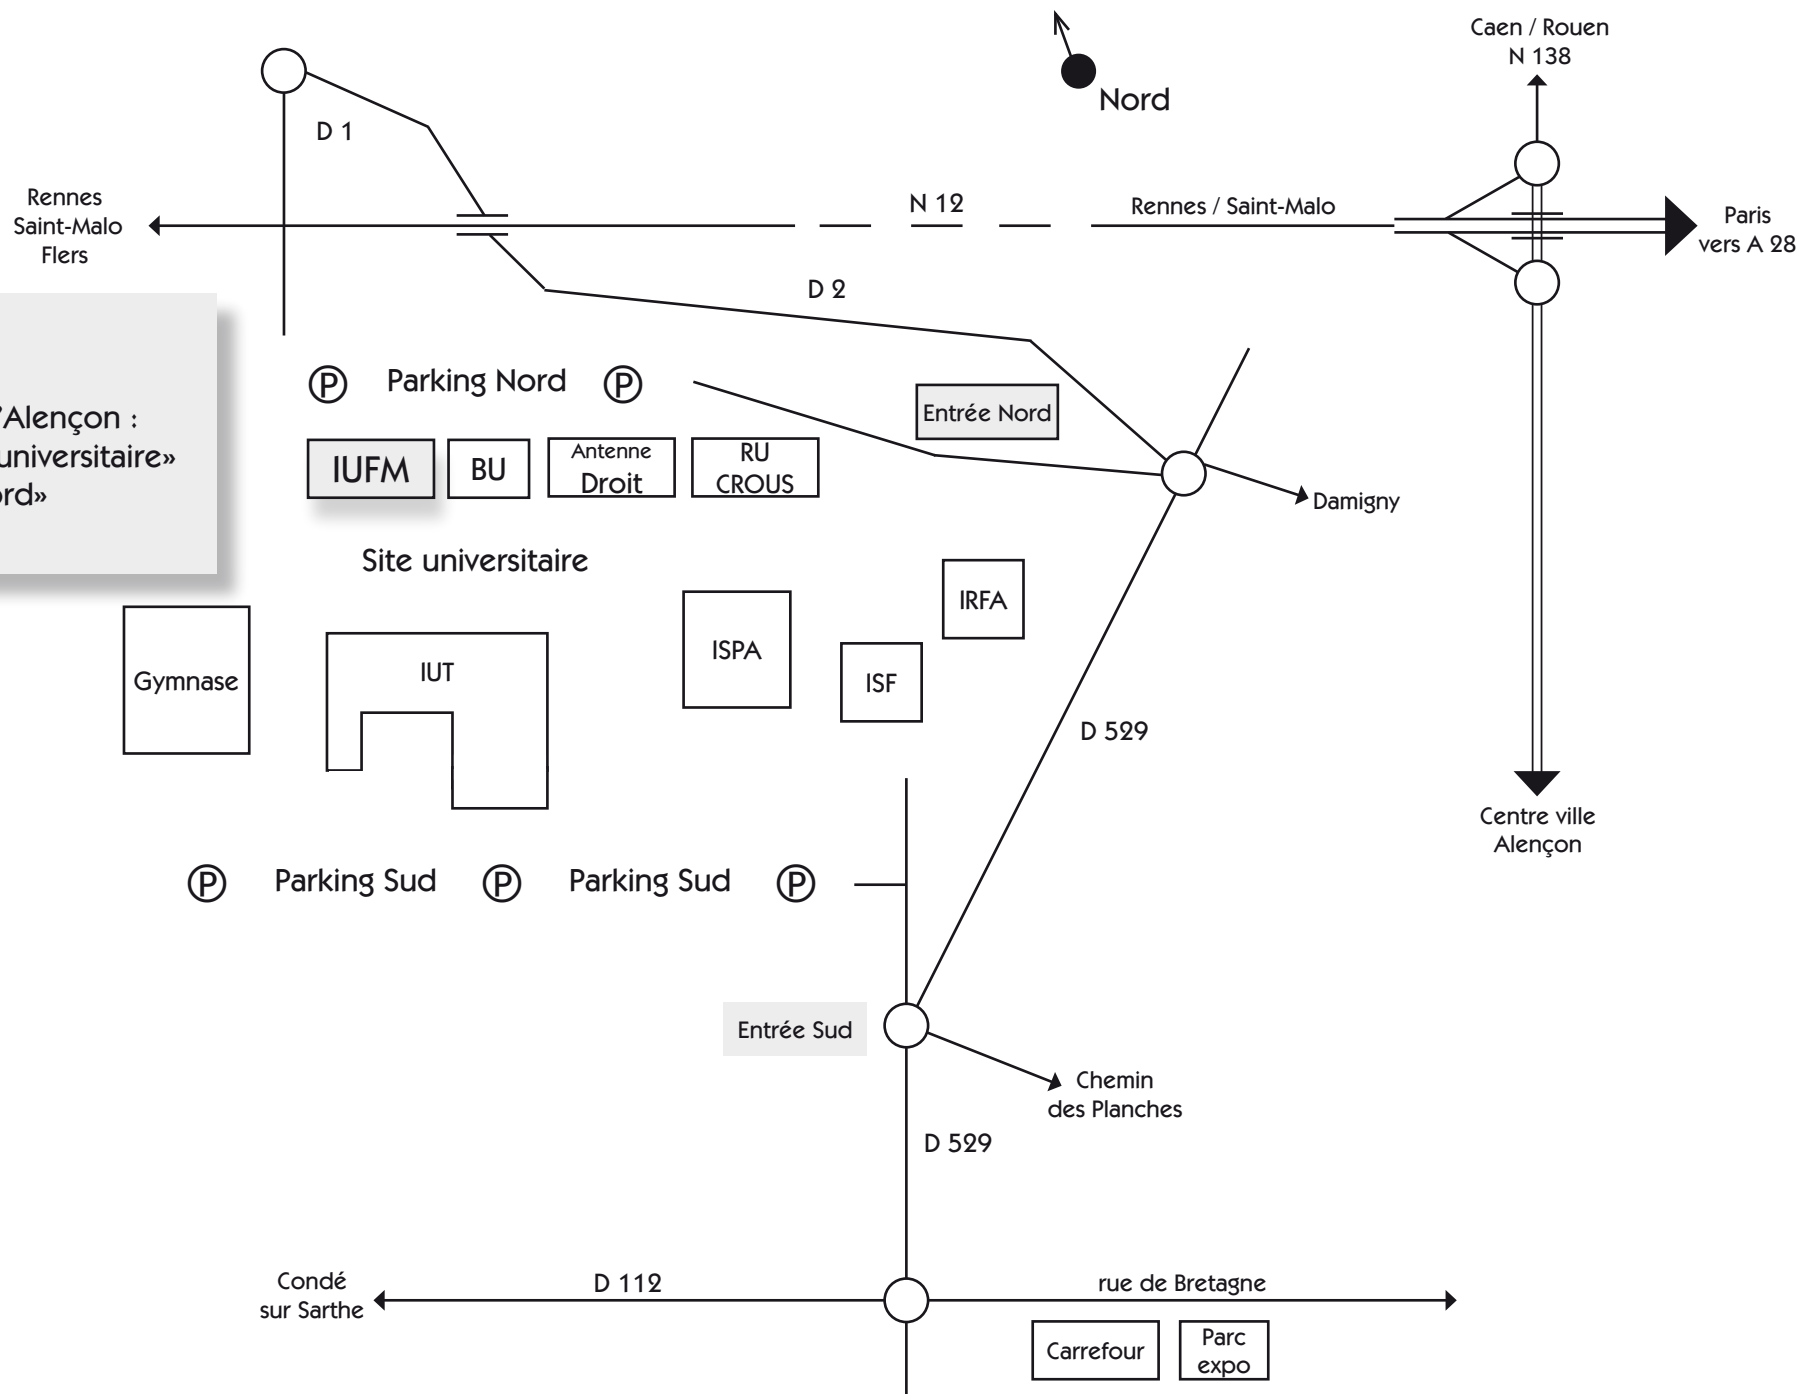 Caen / Rouen
N 138
Nord
D 1
Rennes
Saint-Malo
Flers
N 12
Rennes / Saint-Malo
Paris
vers A 28
D 2
'Alençon :
universitaire»
rd»
P
Parking Nord
P
Entrée Nord
IUFM
BU
Antenne
Droit
RU
CROUS
Damigny
Site universitaire
IRFA
ISPA
ISF
Gymnase
IUT
D 529
Centre ville
Alençon
P
Parking Sud
P
Parking Sud
P
Entrée Sud
Chemin
des Planches
D 529
Condé
sur Sarthe
D 112
rue de Bretagne
Carrefour
Parc
expo